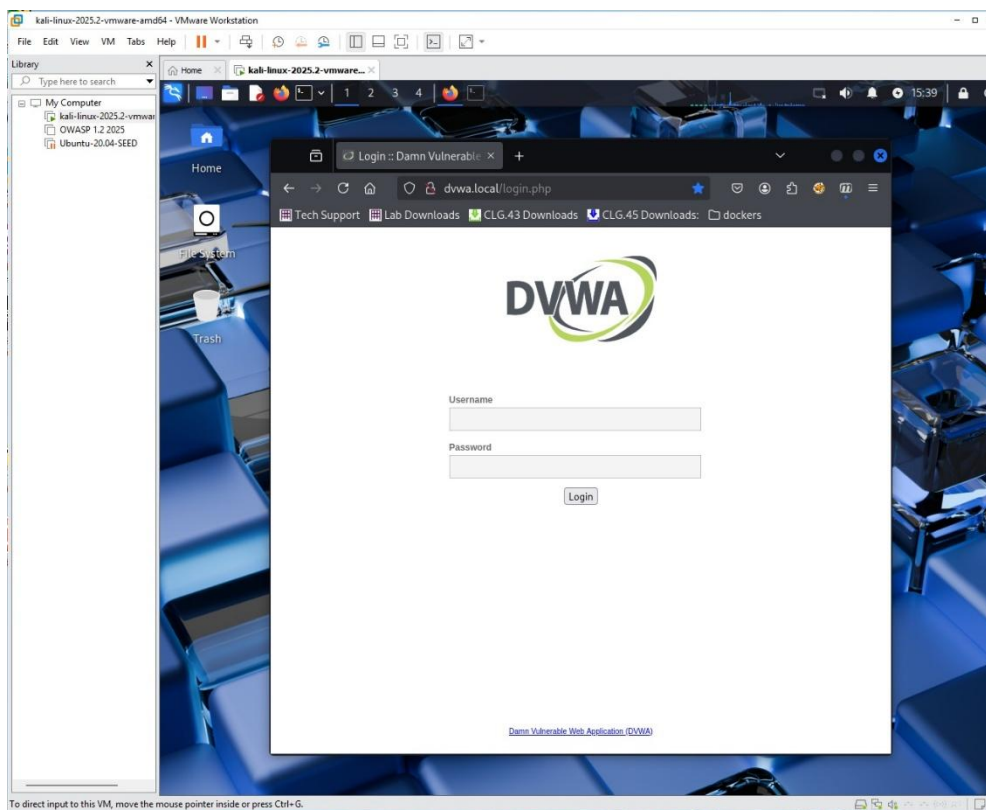 kali-linux-2025.2-vmware-amd64 - VMware Workstation
File Edit View VM Tabs Help
Library
Type here to search
My Computer
kali-linux-2025.2-vmwar
OWASP 1.2 2025
Ubuntu-20.04-SEED
Home
kali-linux-2025.2-vmware...
1 2 3 4
15:39
Home
File System
Trash
Login :: Damn Vulnerable
dvwa.local/login.php
Tech Support Lab Downloads CLG.43 Downloads CLG.45 Downloads: dockers
DVWA
Username
Password
Login
Damn Vulnerable Web Application (DVWA)
To direct input to this VM, move the mouse pointer inside or press Ctrl+G.